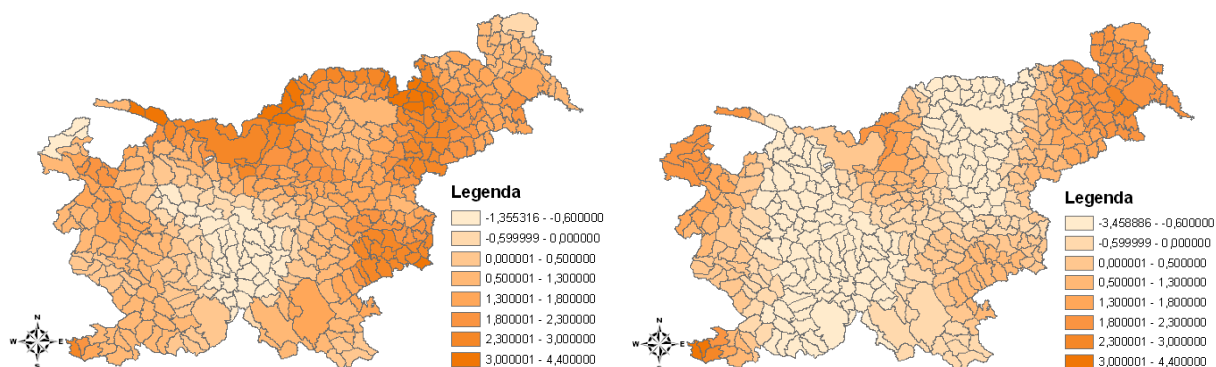 Legenda
-1,355316 - -0,600000
-0,599999 - 0,000000
0,000001 - 0,500000
0,500001 - 1,300000
1,300001 - 1,800000
1,800001 - 2,300000
2,300001 - 3,000000
3,000001 - 4,400000
N
W E
S
Legenda
-3,458886 - -0,600000
-0,599999 - 0,000000
0,000001 - 0,500000
0,500001 - 1,300000
1,300001 - 1,800000
1,800001 - 2,300000
2,300001 - 3,000000
3,000001 - 4,400000
N
W E
S